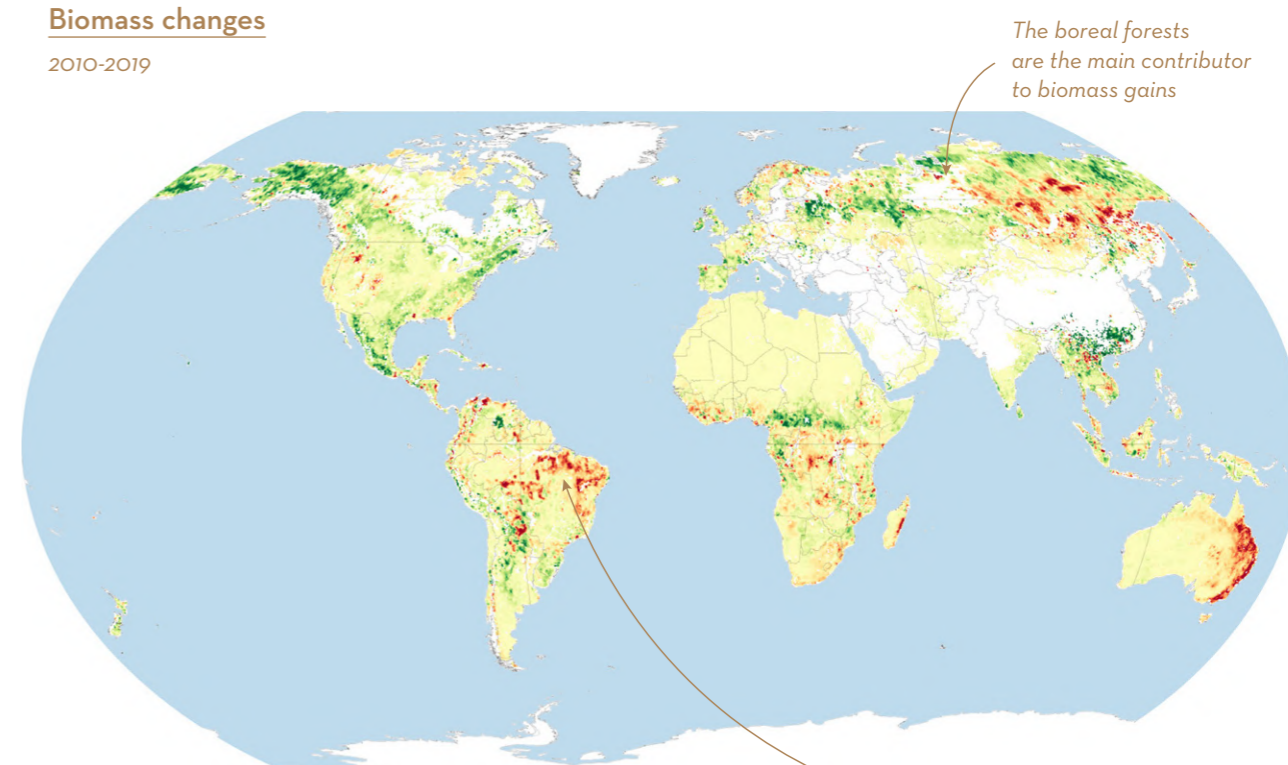 Biomass changes
2010-2019
The boreal forests
are the main contributor
to biomass gains